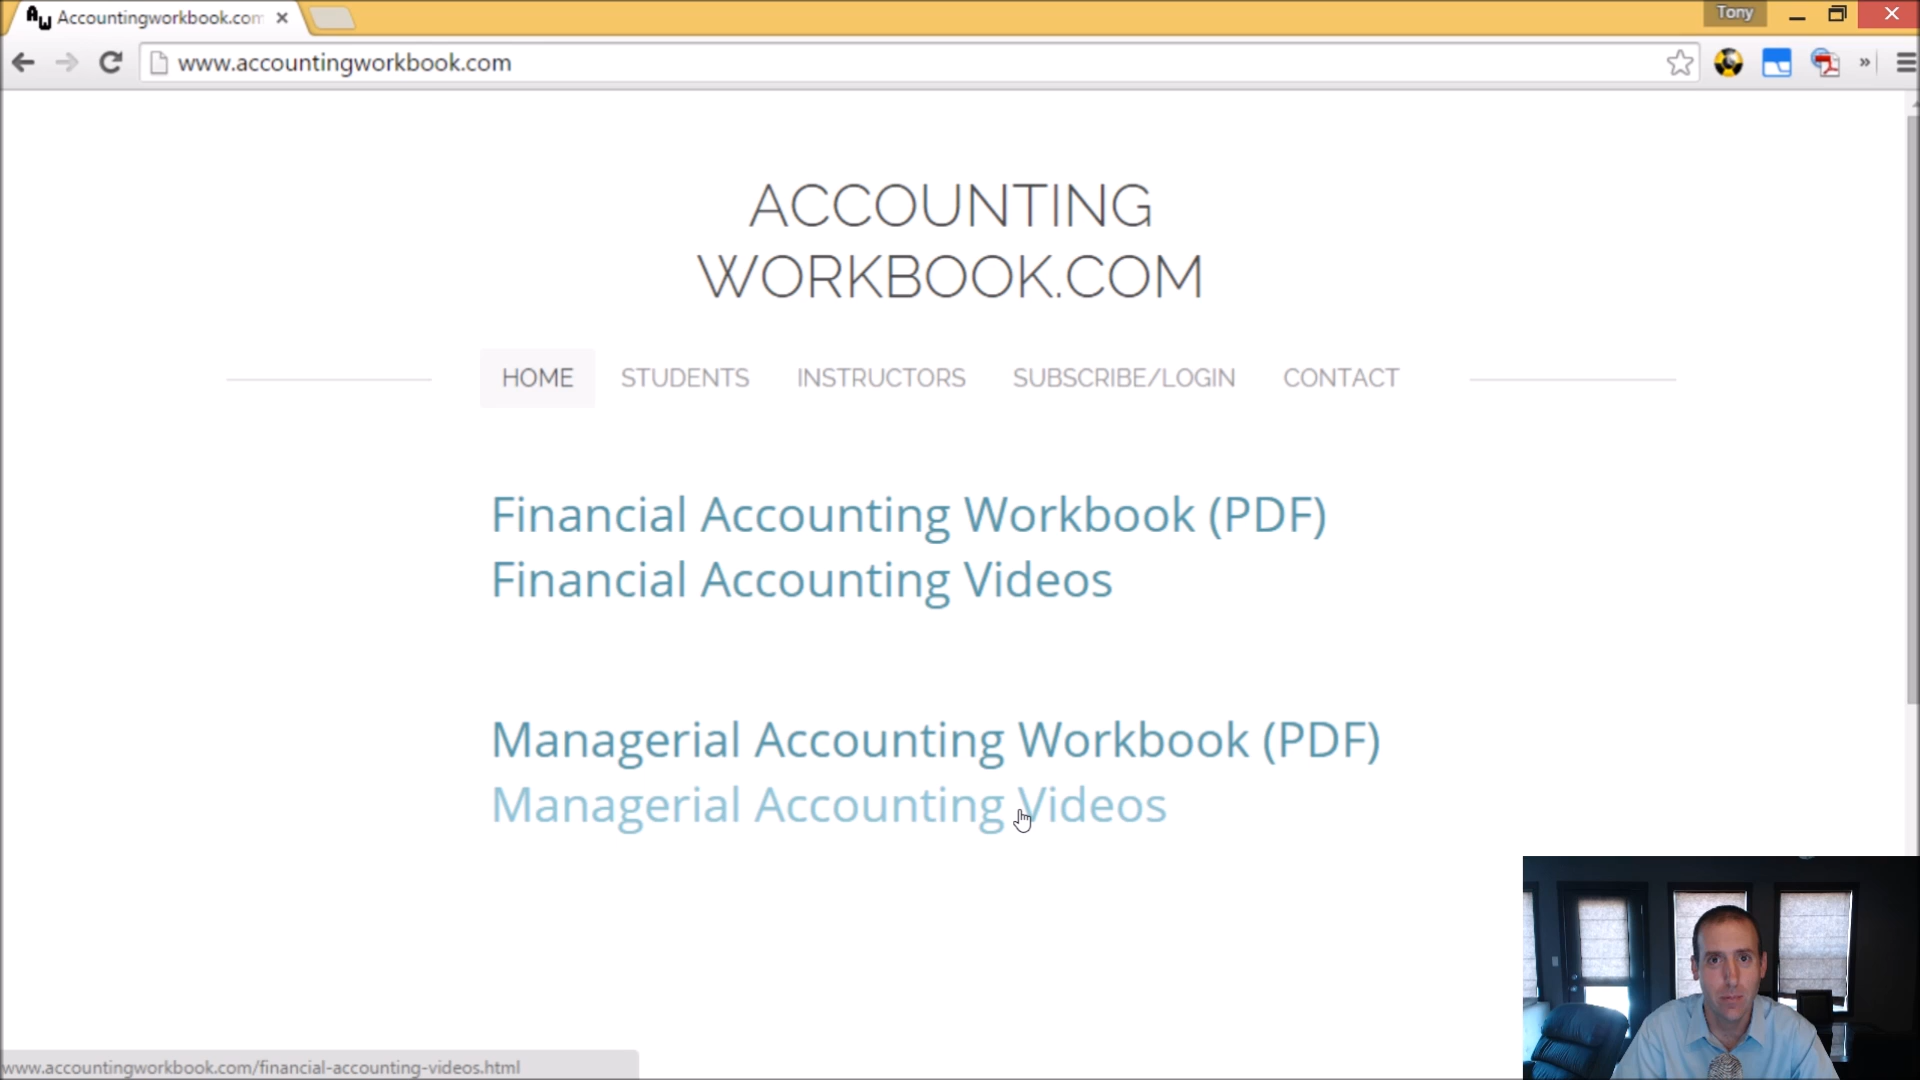 Accountingworkbook.com
Tony
www.accountingworkbook.com
ACCOUNTING
WORKBOOK.COM
HOME STUDENTS INSTRUCTORS SUBSCRIBE/LOGIN CONTACT
Financial Accounting Workbook (PDF)
Financial Accounting Videos
Managerial Accounting Workbook (PDF)
Managerial Accounting Videos
www.accountingworkbook.com/financial-accounting-videos.html